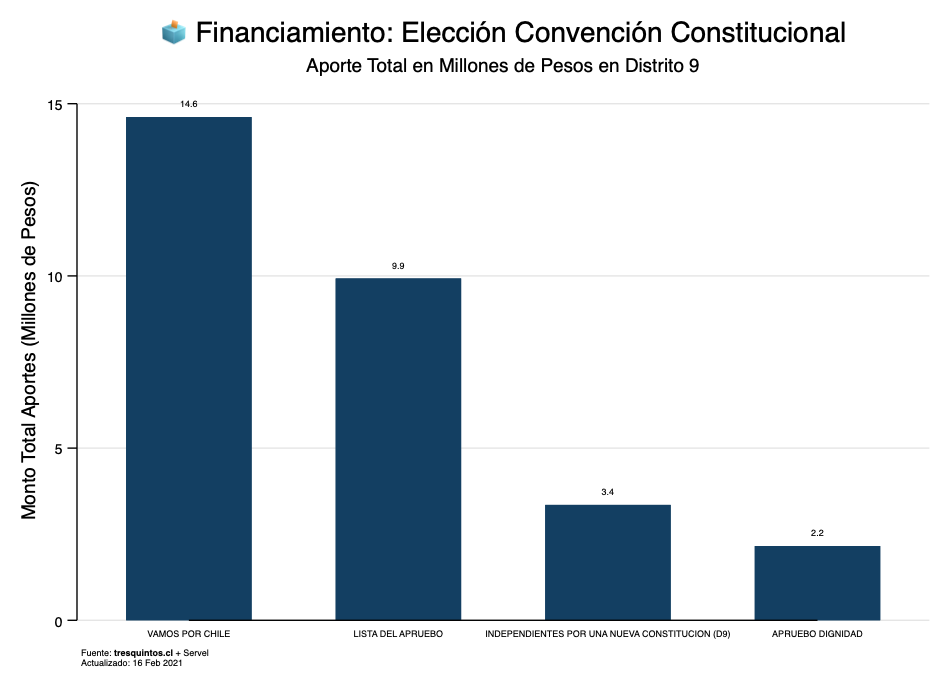 Financiamiento: Elección Convención Constitucional
Aporte Total en Millones de Pesos en Distrito 9
Monto Total Aportes (Millones de Pesos)
15
10
5
0
14.6
9.9
3.4
2.2
VAMOS POR CHILE
LISTA DEL APRUEBO
INDEPENDIENTES POR UNA NUEVA CONSTITUCION (D9)
APRUEBO DIGNIDAD
Fuente: tresquintos.cl + Servel
Actualizado: 16 Feb 2021